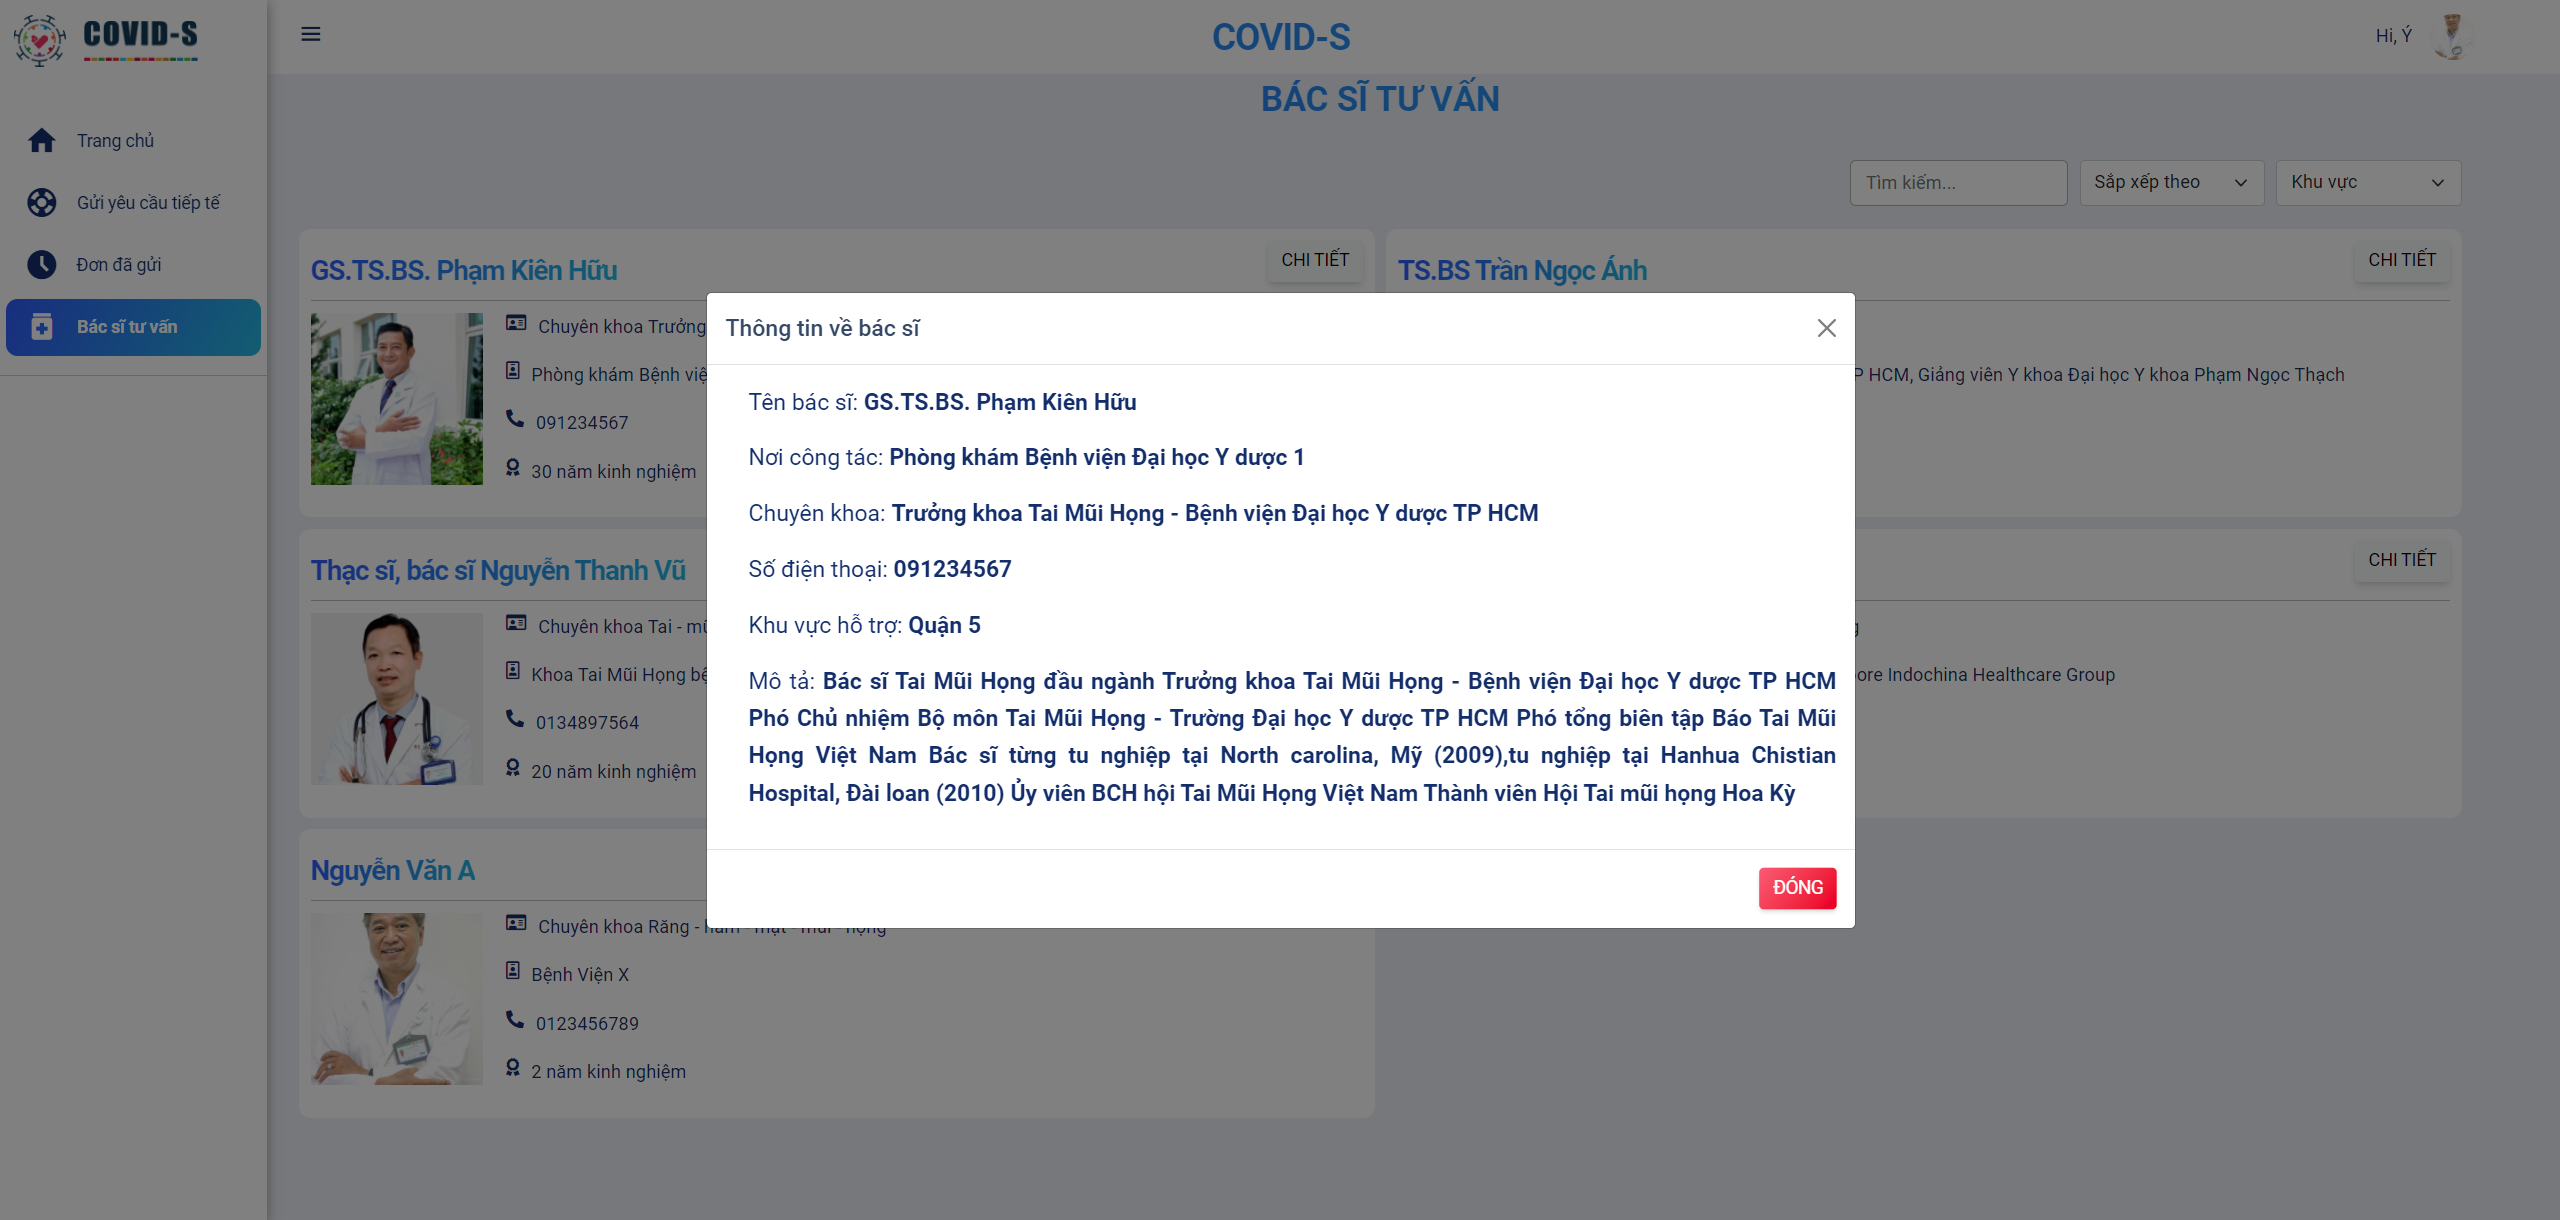 COVID-S
COVID-S
Hi, Ý
BÁC SĨ TƯ VẤN
Trang chủ
Gửi yêu cầu tiếp tế
Đơn đã gửi
Bác sĩ tư vấn
Tìm kiếm...
Sắp xếp theo
Khu vực
GS.TS.BS. Phạm Kiên Hữu
CHI TIẾT
Chuyên khoa Trưởng
Phòng khám Bệnh việ
091234567
30 năm kinh nghiệm
TS.BS Trần Ngọc Ánh
CHI TIẾT
P HCM, Giảng viên Y khoa Đại học Y khoa Phạm Ngọc Thạch
Thạc sĩ, bác sĩ Nguyễn Thanh Vũ
Chuyên khoa Tai - mũ
Khoa Tai Mũi Họng bệ
0134897564
20 năm kinh nghiệm
CHI TIẾT
g
ore Indochina Healthcare Group
Nguyễn Văn A
Chuyên khoa Răng - hàm - mặt - mũi - họng
Bệnh Viện X
0123456789
2 năm kinh nghiệm
Thông tin về bác sĩ
Tên bác sĩ: GS.TS.BS. Phạm Kiên Hữu
Nơi công tác: Phòng khám Bệnh viện Đại học Y dược 1
Chuyên khoa: Trưởng khoa Tai Mũi Họng - Bệnh viện Đại học Y dược TP HCM
Số điện thoại: 091234567
Khu vực hỗ trợ: Quận 5
Mô tả: Bác sĩ Tai Mũi Họng đầu ngành Trưởng khoa Tai Mũi Họng - Bệnh viện Đại học Y dược TP HCM
Phó Chủ nhiệm Bộ môn Tai Mũi Họng - Trường Đại học Y dược TP HCM Phó tổng biên tập Báo Tai Mũi
Họng Việt Nam Bác sĩ từng tu nghiệp tại North carolina, Mỹ (2009),tu nghiệp tại Hanhua Chistian
Hospital, Đài loan (2010) Ủy viên BCH hội Tai Mũi Họng Việt Nam Thành viên Hội Tai mũi họng Hoa Kỳ
ĐÓNG